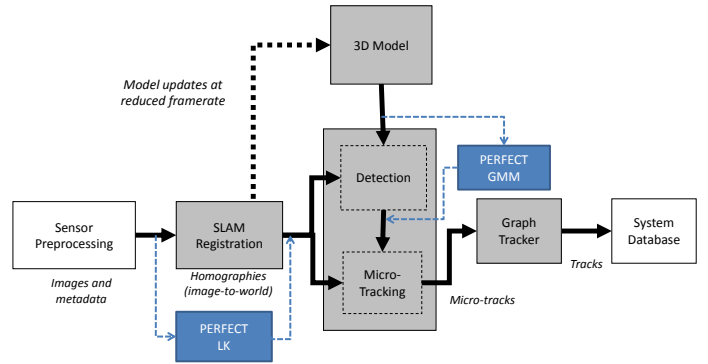 3D Model
Model updates at
reduced framerate
PERFECT
GMM
Detection
Sensor
Preprocessing
SLAM
Registration
Graph
Tracker
System
Database
Images and
metadata
Homographies
(image-to-world)
Micro-
Tracking
Micro-tracks
Tracks
PERFECT
LK